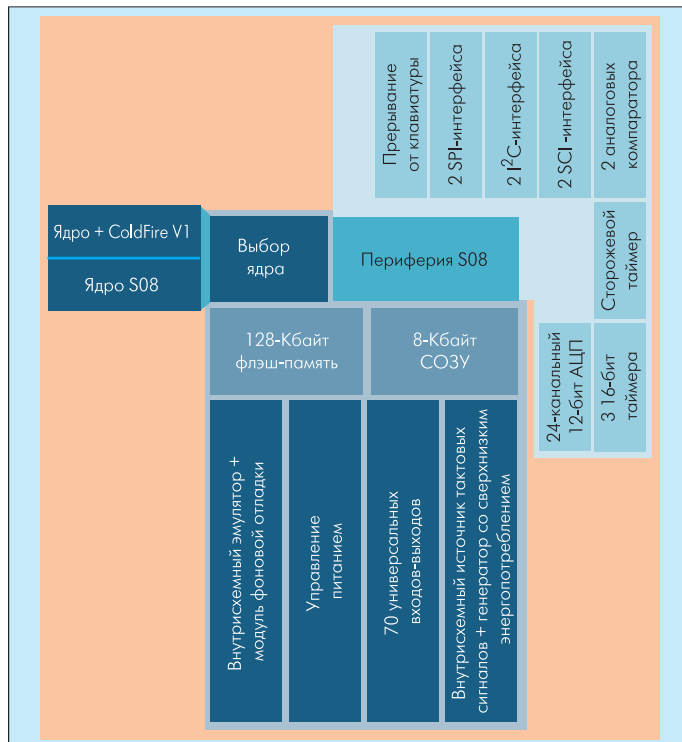 Прерывание
от клавиатуры
2 SPI-интерфейса
2 I²C-интерфейса
2 SCI-интерфейса
2 аналоговых
компаратора
Ядро + ColdFire V1
Ядро S08
Выбор
ядра
Периферия S08
Сторожевой
таймер
128-Кбайт
флэш-память
8-Кбайт
СОЗУ
24-канальный
12-бит АЦП
3 16-бит
таймера
Внутрисхемный эмулятор +
модуль фоновой отладки
Управление
питанием
70 универсальных
входов-выходов
Внутрисхемный источник тактовых
сигналов + генератор со сверхнизким
энергопотреблением